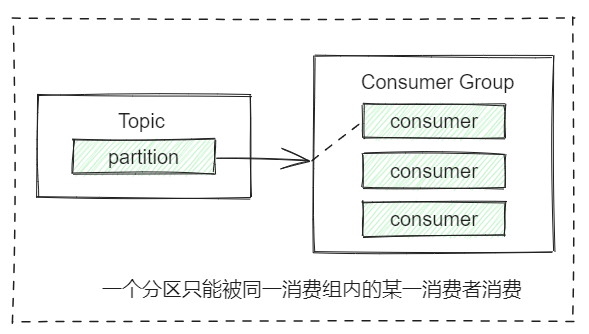 Topic
partition
Consumer Group
consumer
consumer
consumer
一个分区只能被同一消费组内的某一消费者消费